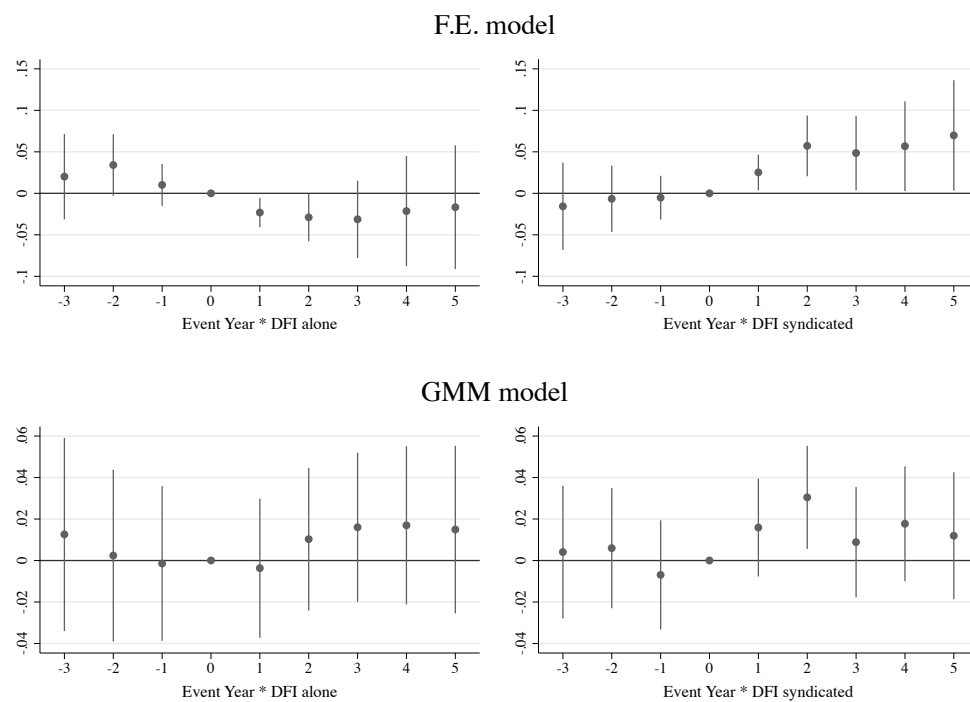 F.E. model
.15
.1
.05
0
-.05
-.1
-3 -2 -1 0 1 2 3 4 5
Event Year * DFI alone
.15
.1
.05
0
-.05
-.1
-3 -2 -1 0 1 2 3 4 5
Event Year * DFI syndicated
GMM model
.06
.04
.02
0
-.02
-.04
-3 -2 -1 0 1 2 3 4 5
Event Year * DFI alone
.06
.04
.02
0
-.02
-.04
-3 -2 -1 0 1 2 3 4 5
Event Year * DFI syndicated